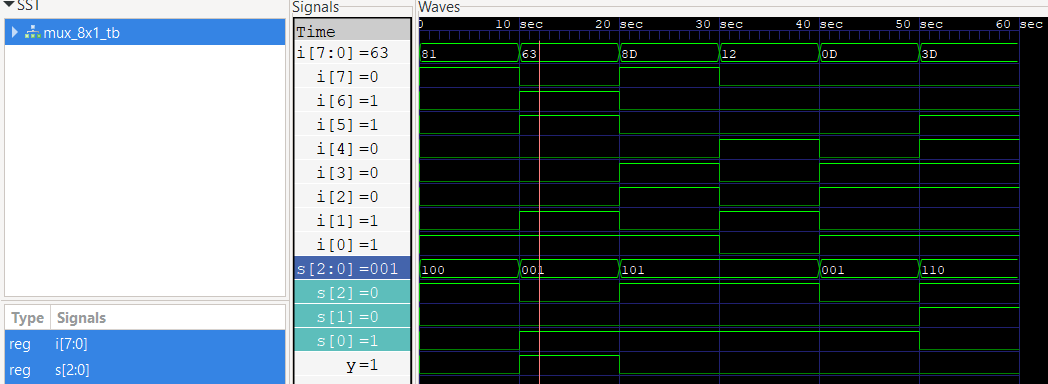 SST
mux_8x1_tb
Type Signals
reg i[7:0]
reg s[2:0]
Signals
Time
i[7:0]=63
i[7]=0
i[6]=1
i[5]=1
i[4]=0
i[3]=0
i[2]=0
i[1]=1
i[0]=1
s[2:0]=001
s[2]=0
s[1]=0
s[0]=1
y=1
Waves
0 10 sec 20 sec 30 sec 40 sec 50 sec 60 sec
81 63 8D 12 0D 3D
100 001 101 001 110